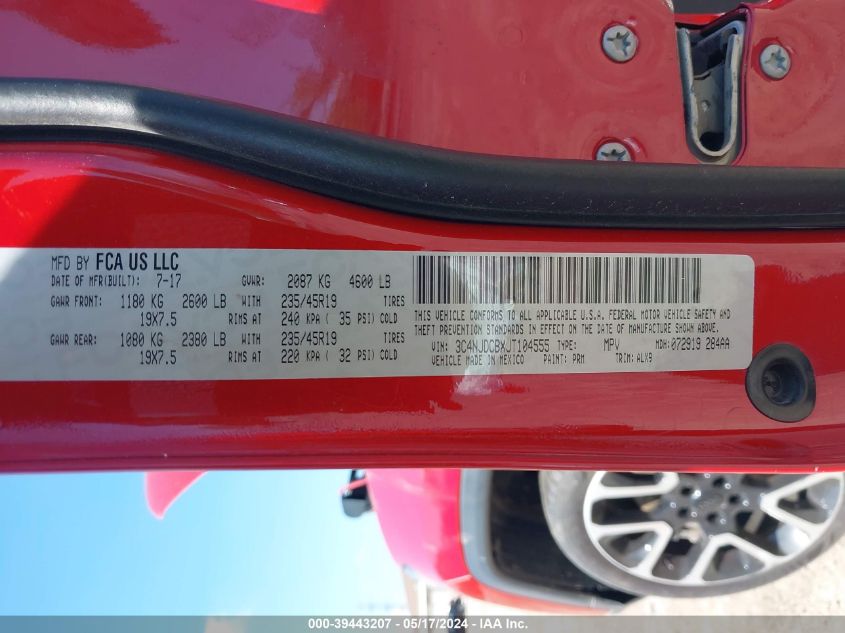 MFD BY FCA US LLC
DATE OF MFR(BUILT): 7-17 GVWR: 2087 KG 4600 LB
GAWR FRONT: 1180 KG 2600 LB WITH 235/45R19 TIRES
19X7.5 RIMS AT 240 KPA ( 35 PSI) COLD
GAWR REAR: 1080 KG 2380 LB WITH 235/45R19 TIRES
19X7.5 RIMS AT 220 KPA ( 32 PSI) COLD
THIS VEHICLE CONFORMS TO ALL APPLICABLE U.S.A. FEDERAL MOTOR VEHICLE SAFETY AND
THEFT PREVENTION STANDARDS IN EFFECT ON THE DATE OF MANUFACTURE SHOWN ABOVE.
VIN: 3C4NJDCBXJT104555 TYPE: MPV MDH: 072919 284AA
VEHICLE MADE IN MEXICO PAINT: PRM TRIM: ALX9
000-39443207 - 05/17/2024 - IAA Inc.